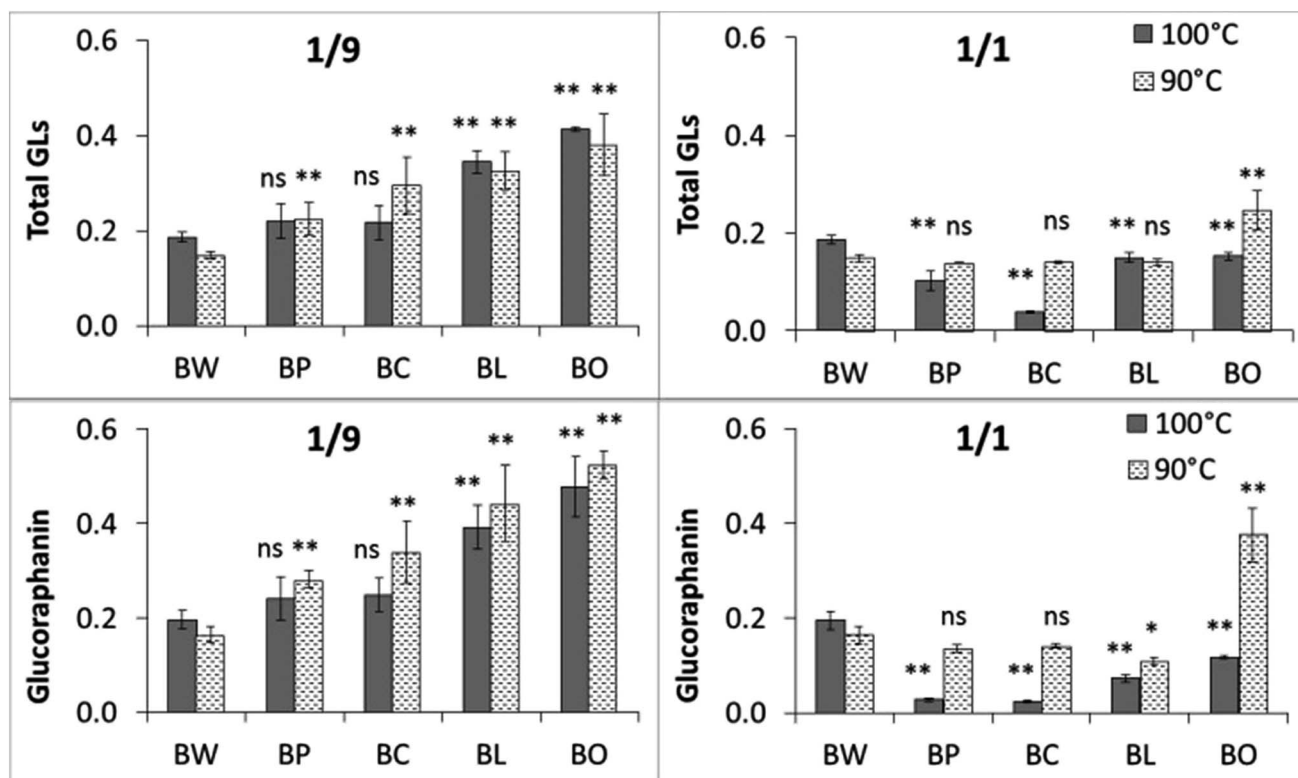 1/9
Total GLs
0.6
0.4
0.2
0.0
ns ** ns ** ** ** ** **
BW BP BC BL BO
1/1
100°C
90°C
Total GLs
0.6
0.4
0.2
0.0
** ns ** ns ** ns ** **
BW BP BC BL BO
1/9
Glucoraphanin
0.6
0.4
0.2
0.0
ns ** ns ** ** ** ** **
BW BP BC BL BO
1/1
100°C
90°C
Glucoraphanin
0.6
0.4
0.2
0.0
** ns ** ns ** * ** **
BW BP BC BL BO